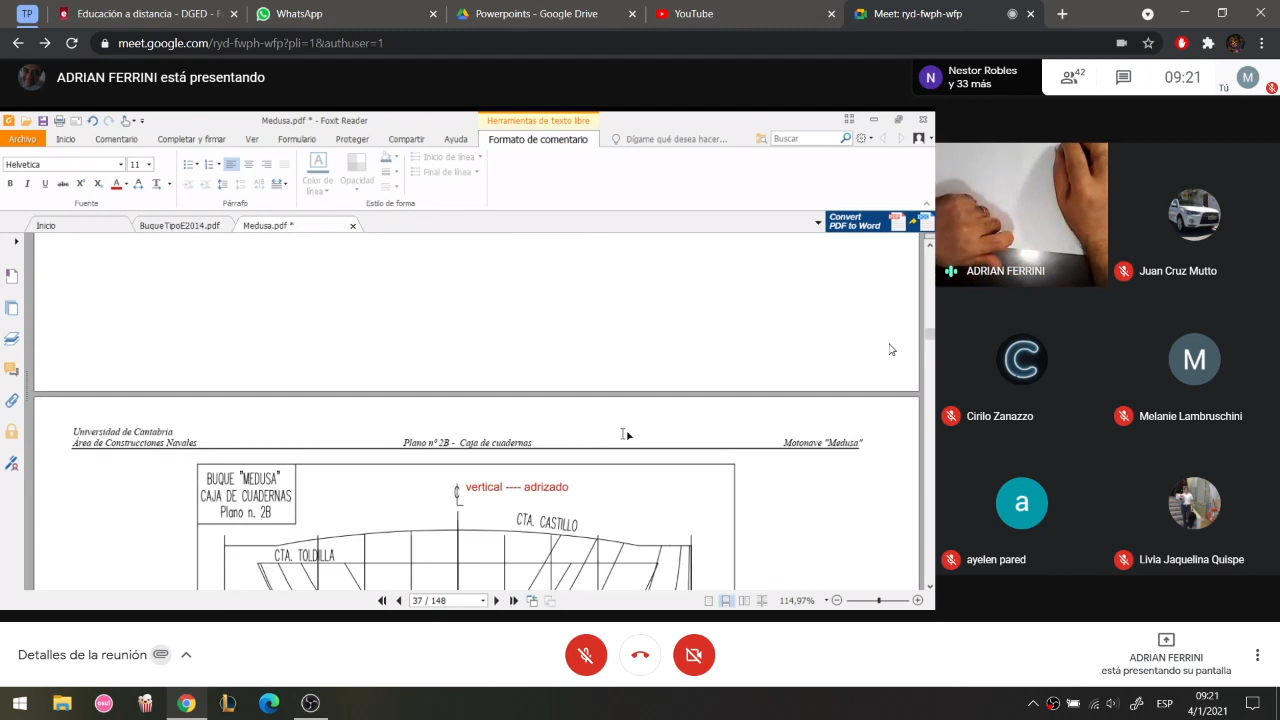 TP
Educación a distancia - DGED - F
WhatsApp
Powerpoints - Google Drive
YouTube
Meet: ryd-fwph-wfp
meet.google.com/ryd-fwph-wfp?pli=1&authuser=1
ADRIAN FERRINI está presentando
N
Nestor Robles
y 33 más
42
09:21
Tú
M
Medusa.pdf * - Foxit Reader
Herramientas de texto libre
Archivo
Inicio
Comentario
Completar y firmar
Ver
Proteger
Compartir
Ayuda
Formato de comentario
Dígame qué desea hacer...
Buscar
Helvetica
11
Color de línea
Opacidad
Inicio de línea
Final de línea
Fuente
Párrafo
Estilo de forma
Inicio
BuqueTipoE2014.pdf
Medusa.pdf *
Convert
PDF to Word
Universidad de Cantabria
Área de Construcciones Navales
Plano nº 2B - Caja de cuadernas
Motonave "Medusa"
BUQUE "MEDUSA"
CAJA DE CUADERNAS
Plano n. 2B
vertical ---- adrizado
CTA. CASTILLO
CTA. TOLDILLA
37 / 148
114,97%
ADRIAN FERRINI
Juan Cruz Mutto
Cirilo Zanazzo
M
Melanie Lambruschini
a
ayelen pared
Livia Jaquelina Quispe
Detalles de la reunión
ADRIAN FERRINI
está presentando su pantalla
osu!
ESP
09:21
4/1/2021